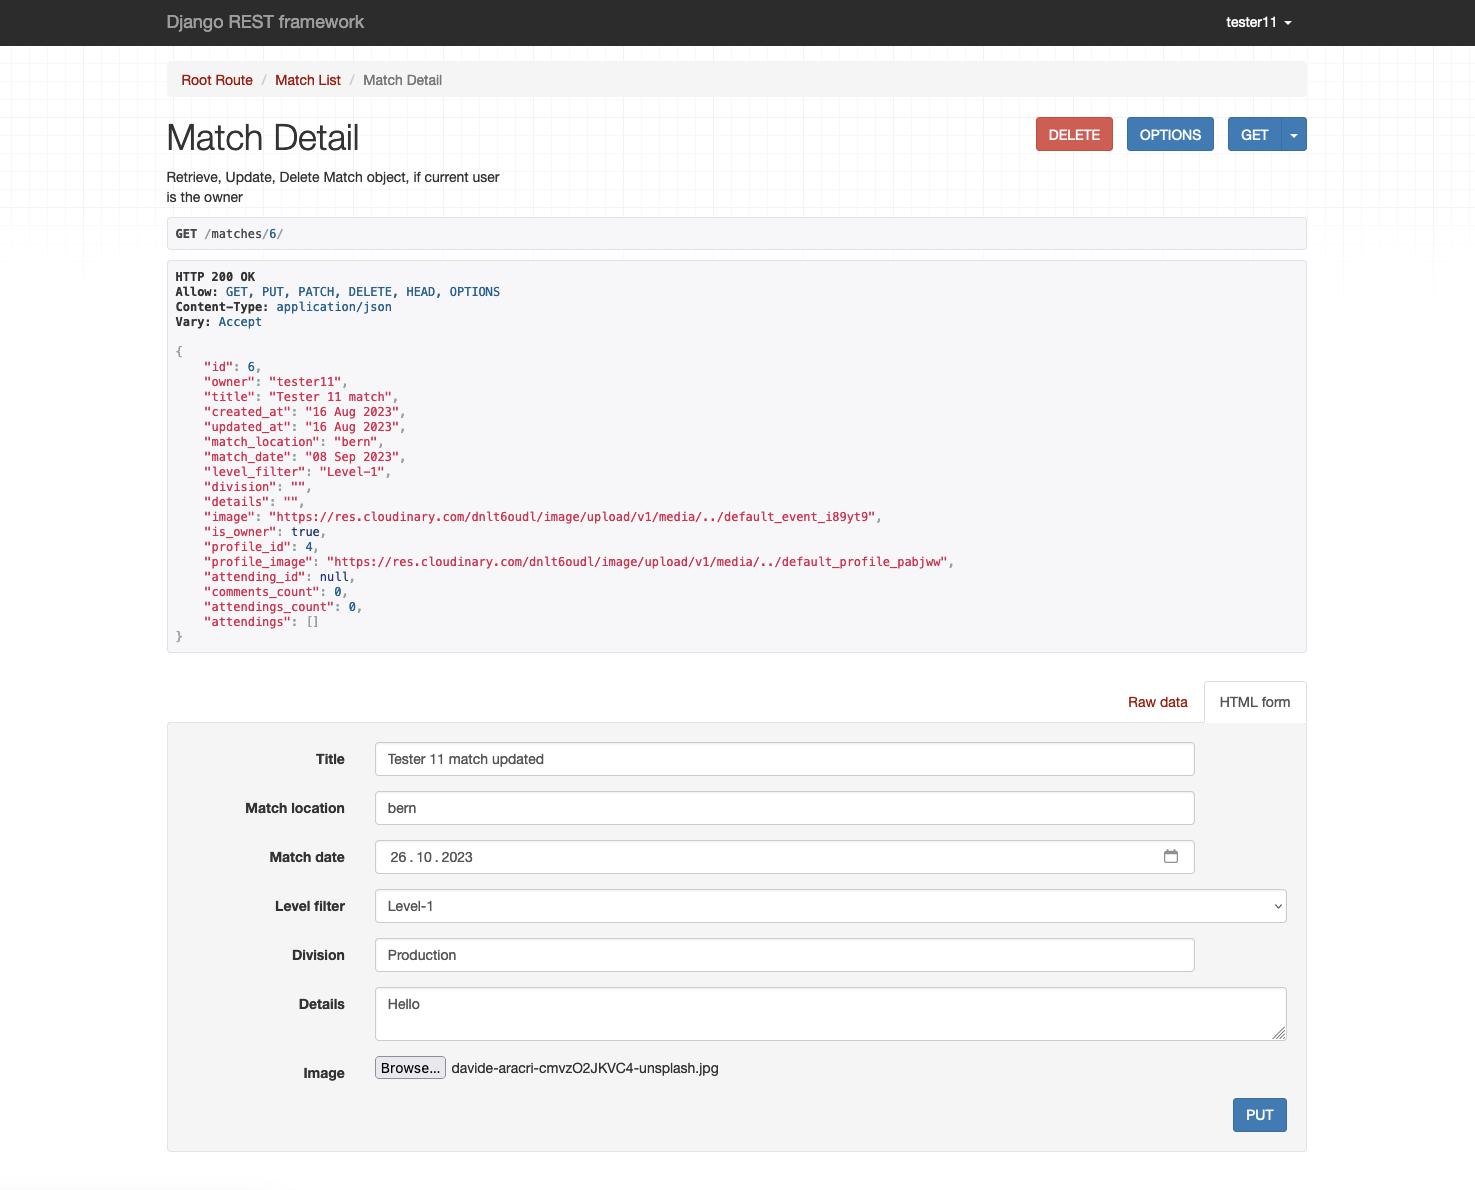 Django REST framework
tester11
Root Route / Match List / Match Detail
Match Detail
DELETE
OPTIONS
GET
Retrieve, Update, Delete Match object, if current user
is the owner
GET /matches/6/
HTTP 200 OK
Allow: GET, PUT, PATCH, DELETE, HEAD, OPTIONS
Content-Type: application/json
Vary: Accept
{
    "id": 6,
    "owner": "tester11",
    "title": "Tester 11 match",
    "created_at": "16 Aug 2023",
    "updated_at": "16 Aug 2023",
    "match_location": "bern",
    "match_date": "08 Sep 2023",
    "level_filter": "Level-1",
    "division": "",
    "details": "",
    "image": "https://res.cloudinary.com/dnlt6oudl/image/upload/v1/media/../default_event_i89yt9",
    "is_owner": true,
    "profile_id": 4,
    "profile_image": "https://res.cloudinary.com/dnlt6oudl/image/upload/v1/media/../default_profile_pabjww",
    "attending_id": null,
    "comments_count": 0,
    "attendings_count": 0,
    "attendings": []
}
Raw data
HTML form
Title
Tester 11 match updated
Match location
bern
Match date
26 . 10 . 2023
Level filter
Level-1
Division
Production
Details
Hello
Image
Browse... davide-aracri-cmvzO2JKVC4-unsplash.jpg
PUT